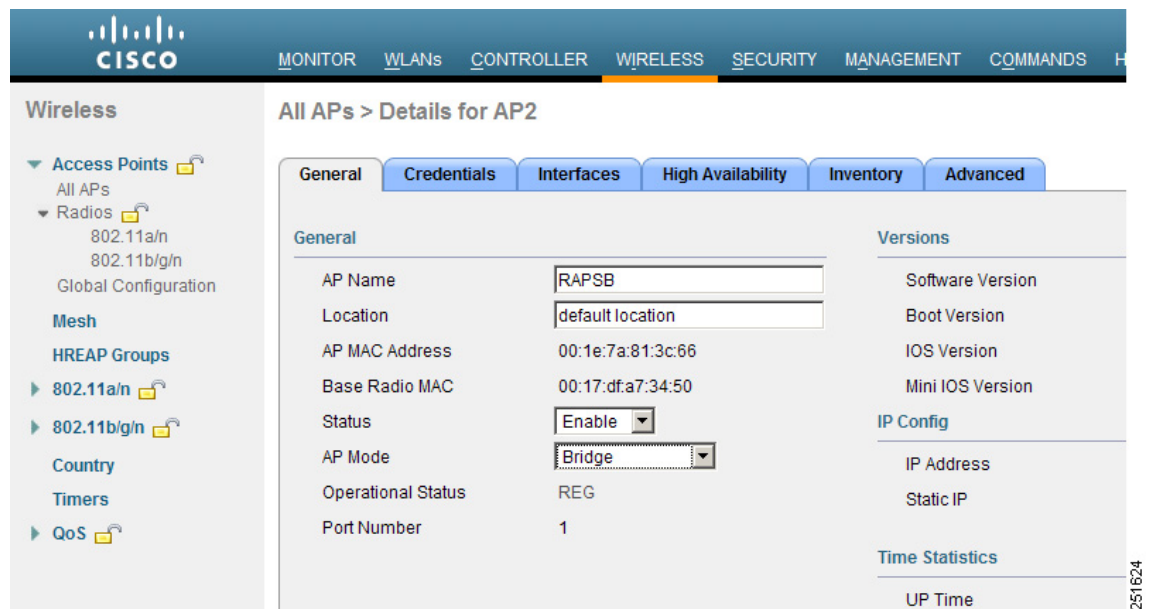 CISCO
MONITOR WLANs CONTROLLER WIRELESS SECURITY MANAGEMENT COMMANDS H
Wireless
Access Points
All APs
Radios
802.11a/n
802.11b/g/n
Global Configuration
Mesh
HREAP Groups
802.11a/n
802.11b/g/n
Country
Timers
QoS
All APs > Details for AP2
General Credentials Interfaces High Availability Inventory Advanced
General
AP Name RAPSB
Location default location
AP MAC Address 00:1e:7a:81:3c:66
Base Radio MAC 00:17:df:a7:34:50
Status Enable
AP Mode Bridge
Operational Status REG
Port Number 1
Versions
Software Version
Boot Version
IOS Version
Mini IOS Version
IP Config
IP Address
Static IP
Time Statistics
UP Time
251624